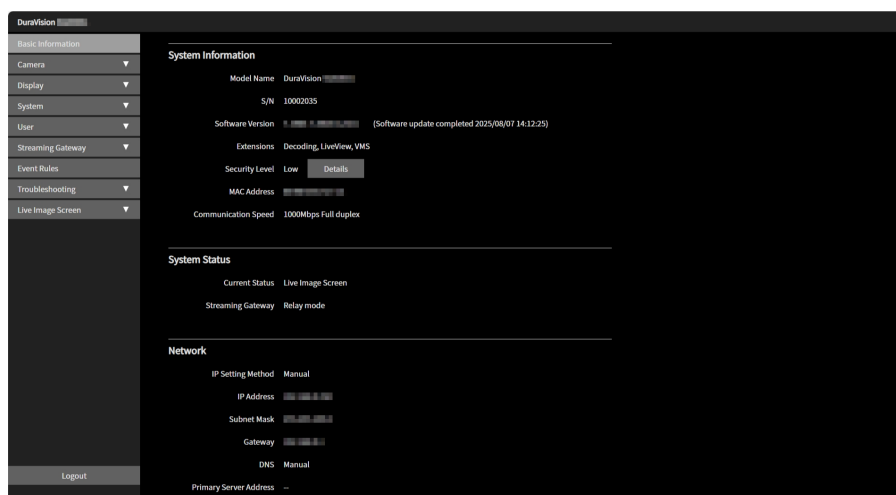 DuraVision
Basic Information
Camera ▼
Display ▼
System ▼
User ▼
Streaming Gateway ▼
Event Rules
Troubleshooting ▼
Live Image Screen ▼
Logout
System Information
Model Name DuraVision
S/N 10002035
Software Version (Software update completed 2025/08/07 14:12:25)
Extensions Decoding, LiveView, VMS
Security Level Low Details
MAC Address
Communication Speed 1000Mbps Full duplex
System Status
Current Status Live Image Screen
Streaming Gateway Relay mode
Network
IP Setting Method Manual
IP Address
Subnet Mask
Gateway
DNS Manual
Primary Server Address –